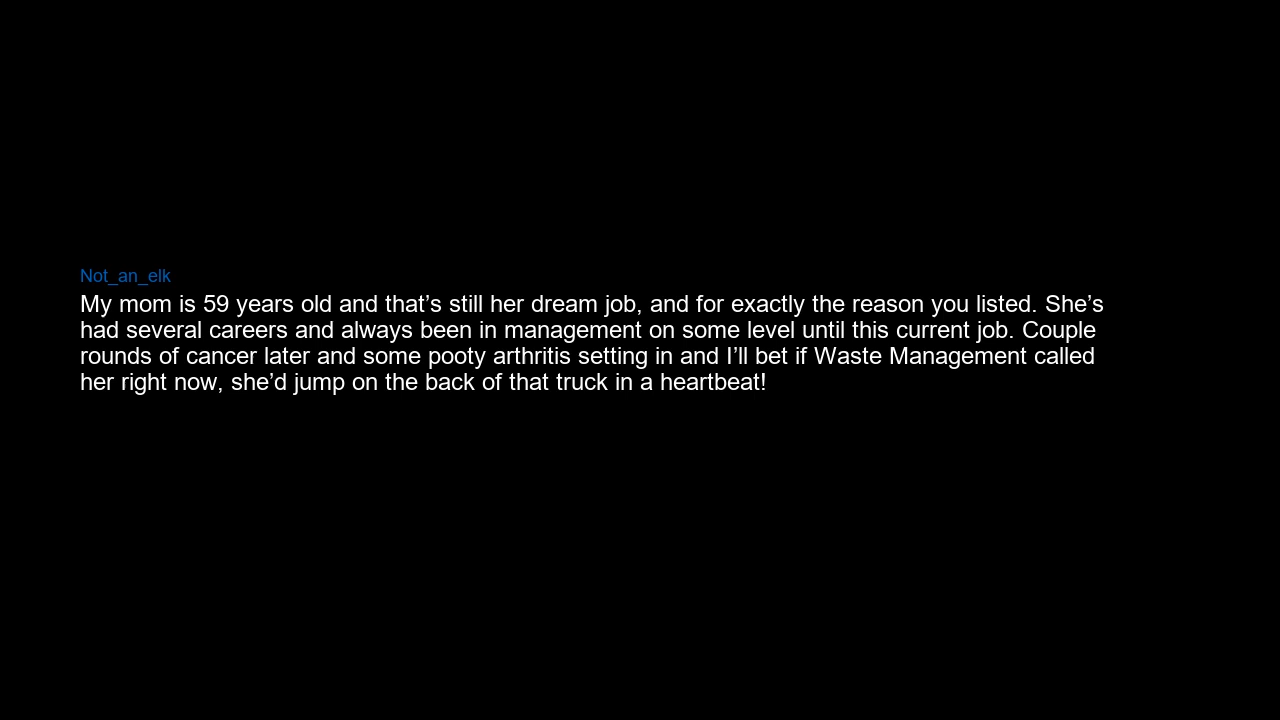 Not_an_elk
My mom is 59 years old and that’s still her dream job, and for exactly the reason you listed. She’s
had several careers and always been in management on some level until this current job. Couple
rounds of cancer later and some pooty arthritis setting in and I’ll bet if Waste Management called
her right now, she’d jump on the back of that truck in a heartbeat!